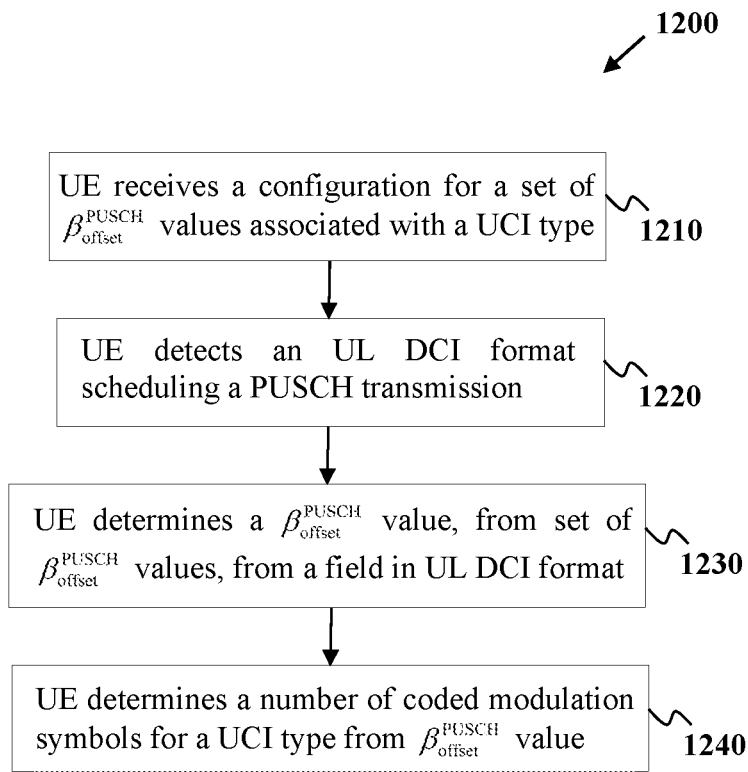 1200
UE receives a configuration for a set of
β_offset^PUSCH values associated with a UCI type
1210
UE detects an UL DCI format
scheduling a PUSCH transmission
1220
UE determines a β_offset^PUSCH value, from set of
β_offset^PUSCH values, from a field in UL DCI format
1230
UE determines a number of coded modulation
symbols for a UCI type from β_offset^PUSCH value
1240